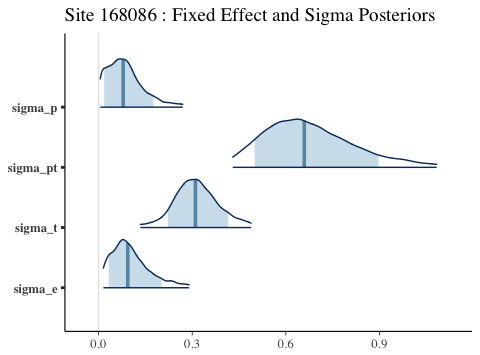 Site 168086 : Fixed Effect and Sigma Posteriors
sigma_p
sigma_pt
sigma_t
sigma_e
0.0 0.3 0.6 0.9